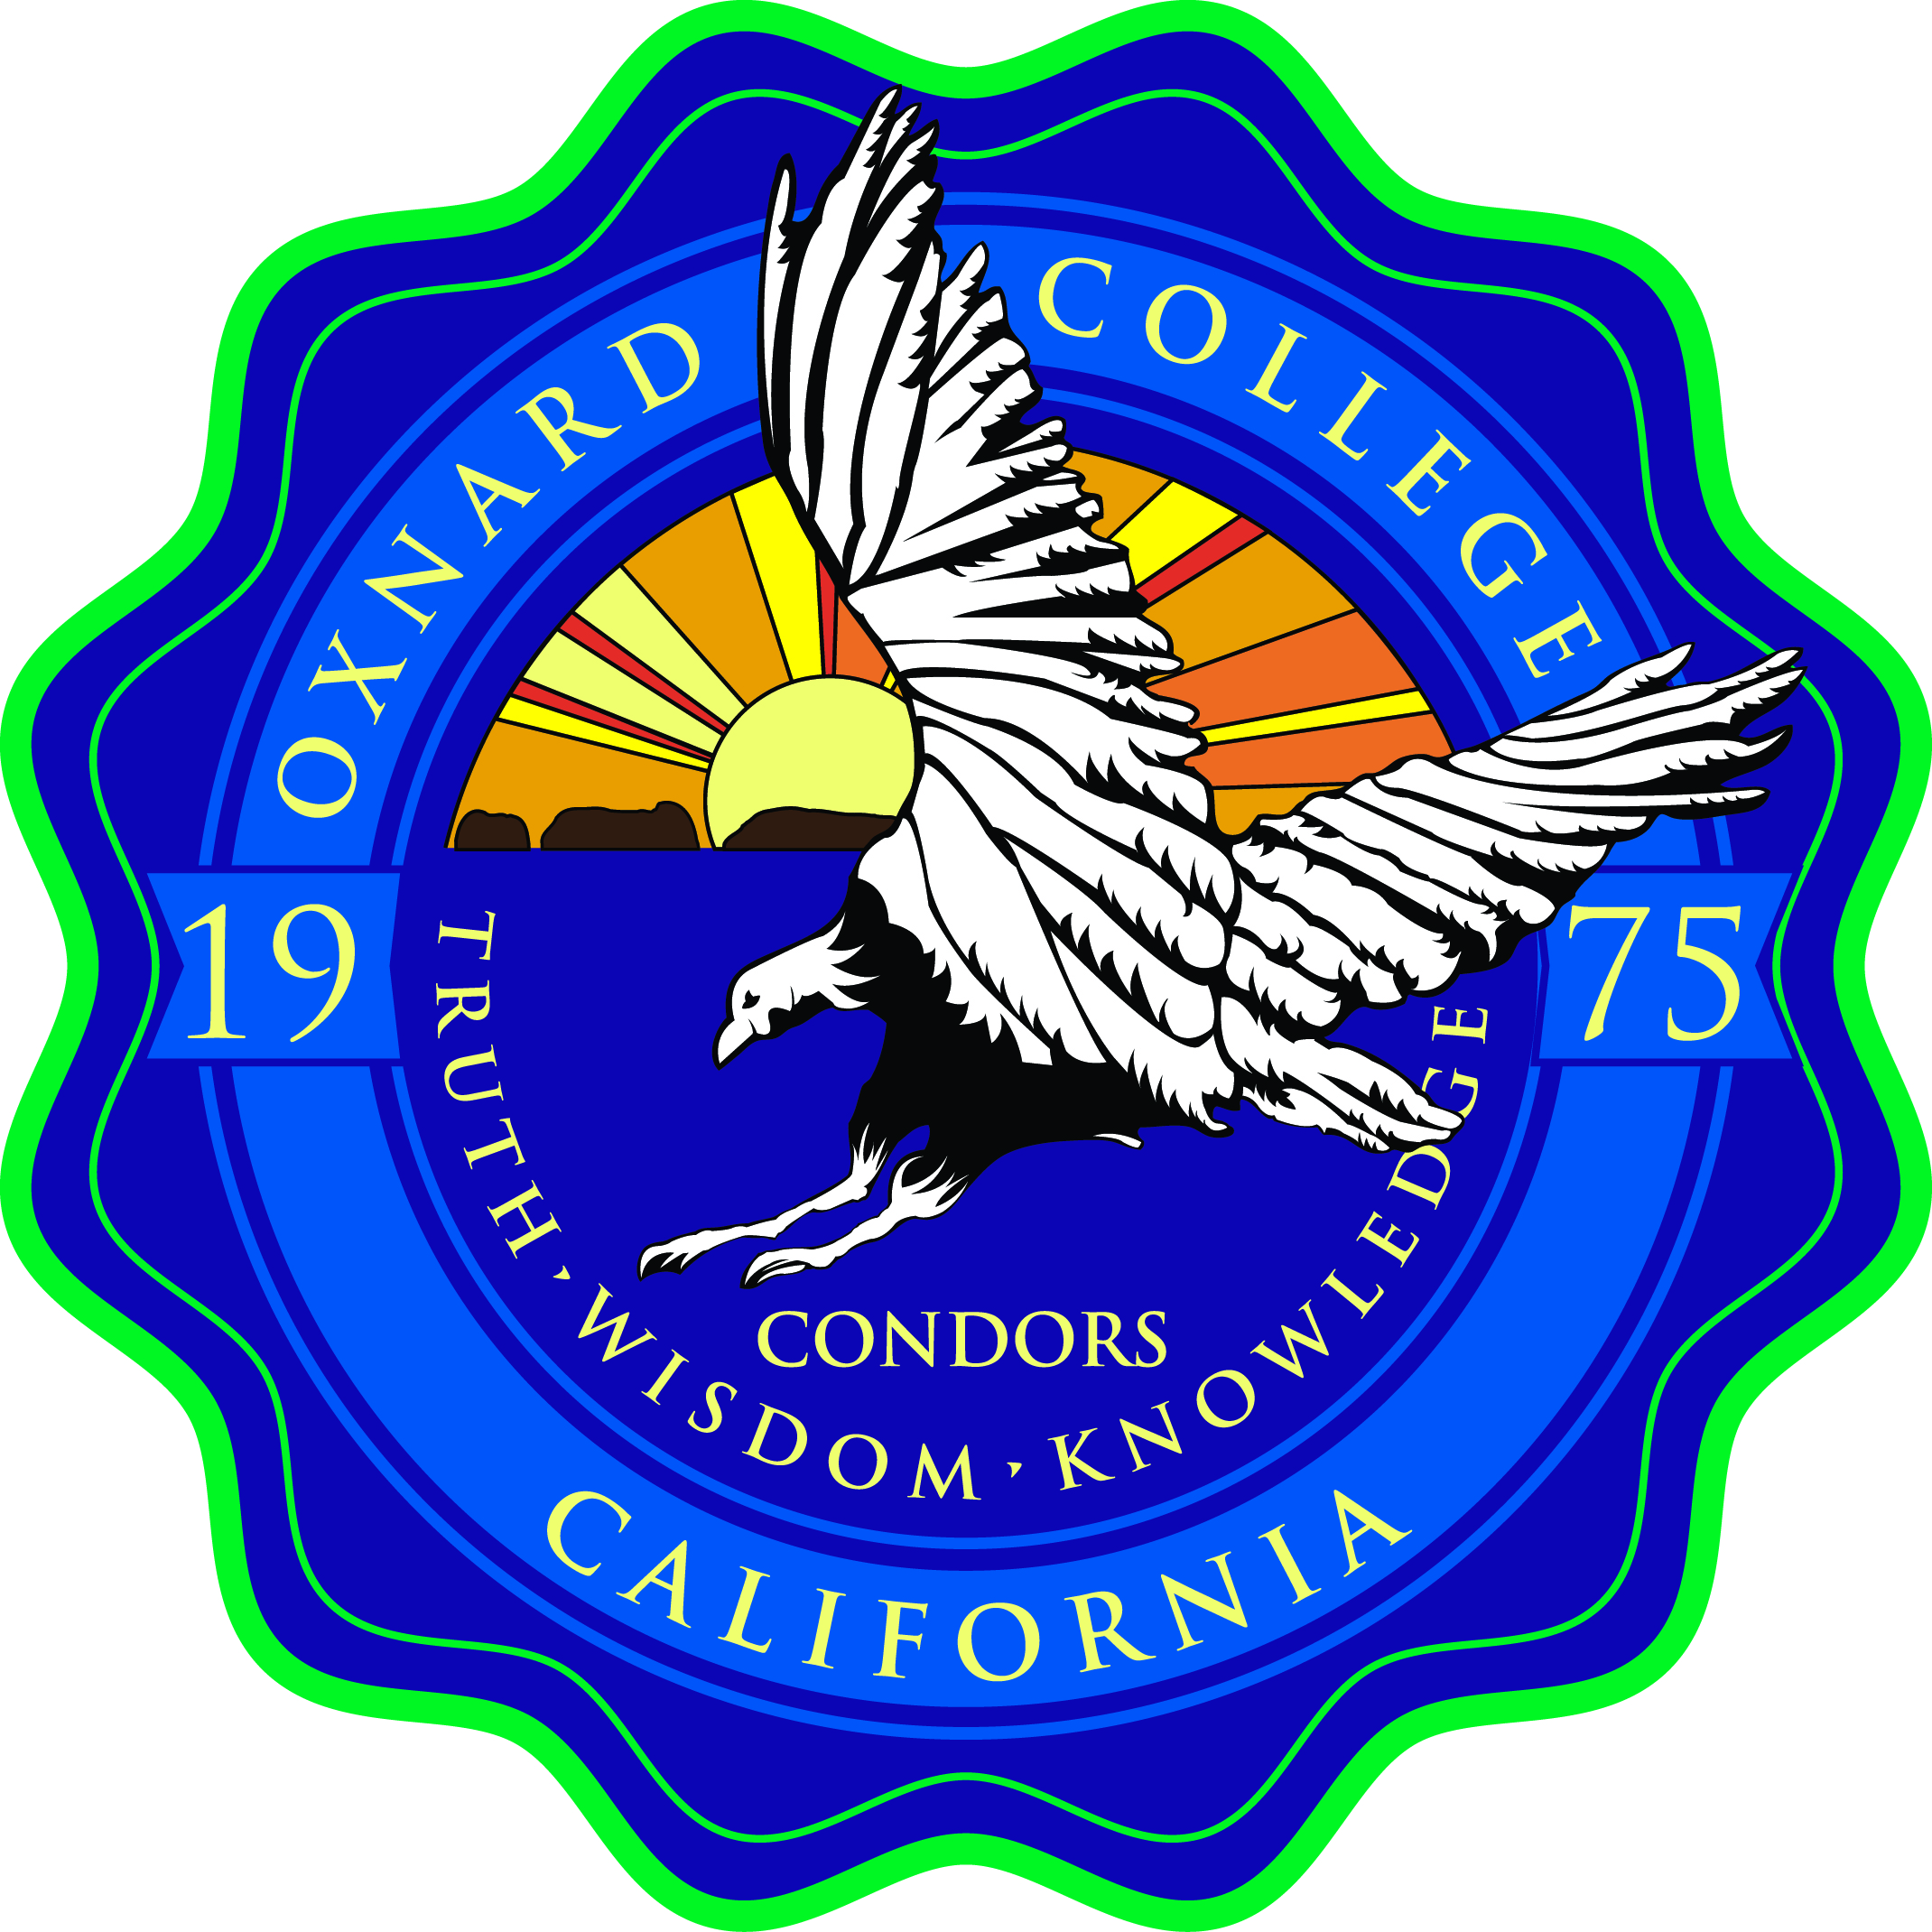 OXNARD COLLEGE
19 75
TRUTH, WISDOM, KNOWLEDGE
CONDORS
CALIFORNIA